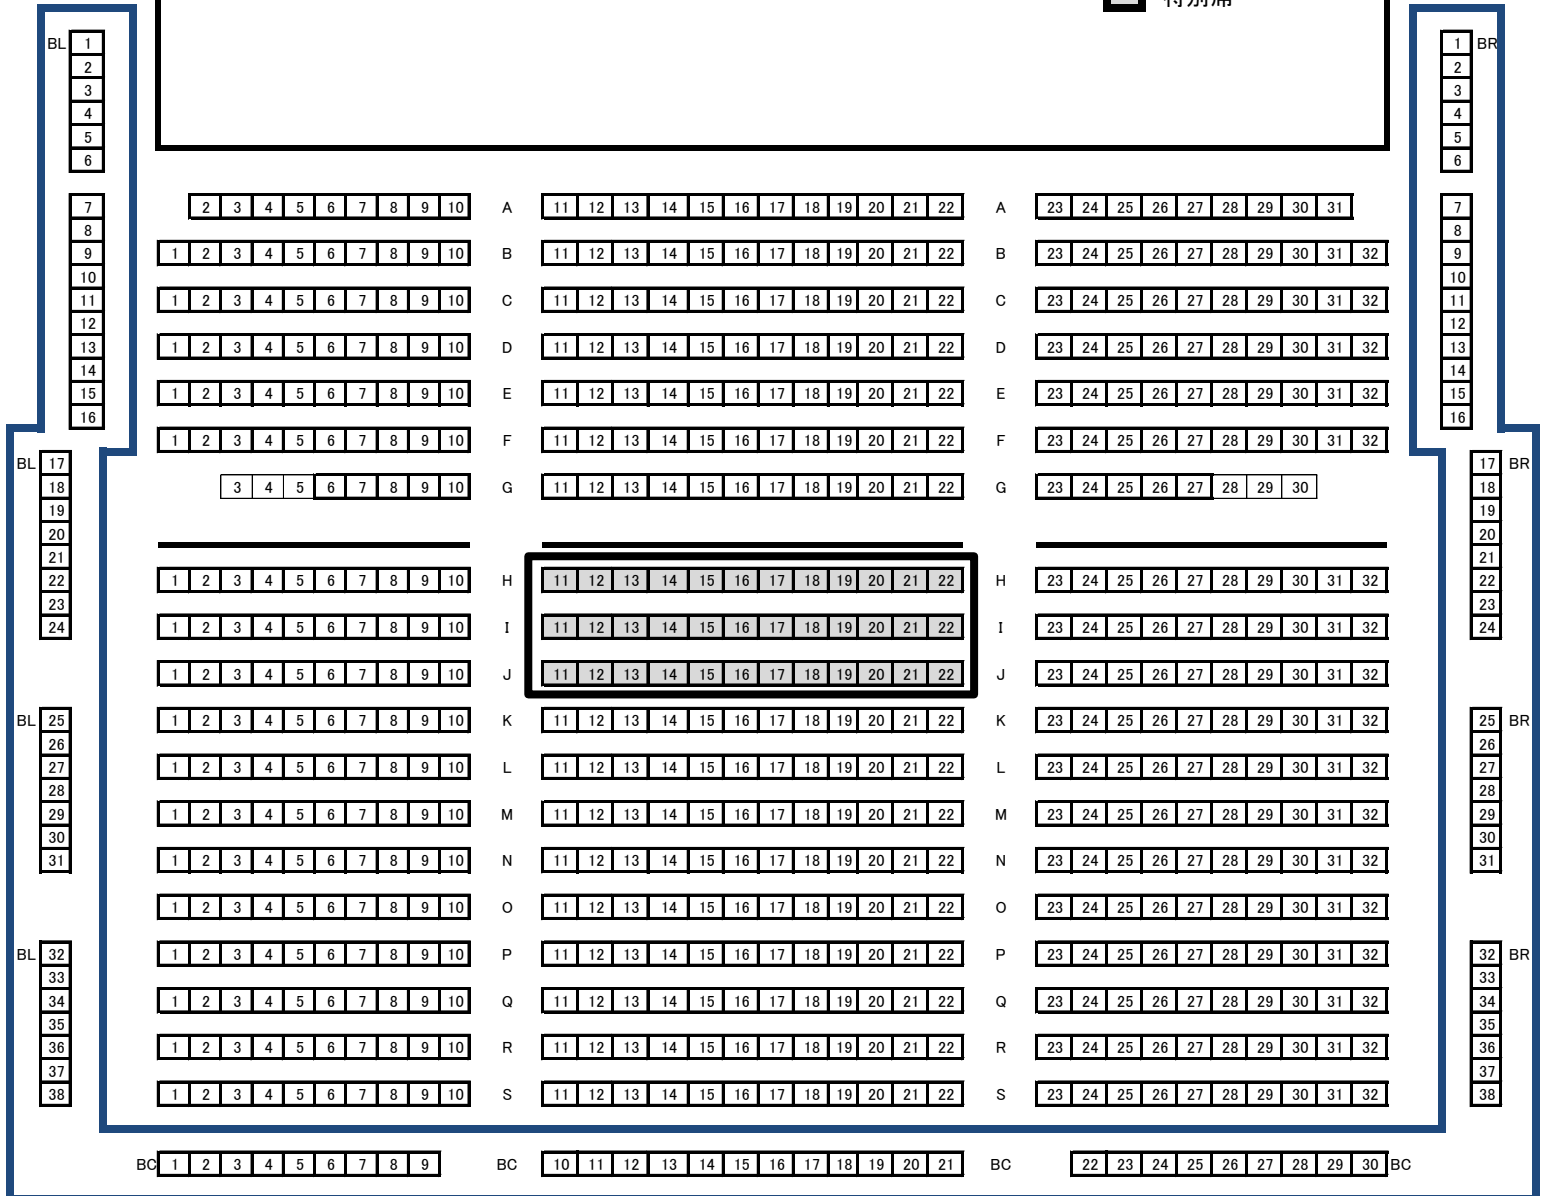 特別席
BL 1 1 BR
2 2
3 3
4 4
5 5
6 6
7 2 3 4 5 6 7 8 9 10 A 11 12 13 14 15 16 17 18 19 20 21 22 A 23 24 25 26 27 28 29 30 31 7
8 8
9 1 2 3 4 5 6 7 8 9 10 B 11 12 13 14 15 16 17 18 19 20 21 22 B 23 24 25 26 27 28 29 30 31 32 9
10 10
11 1 2 3 4 5 6 7 8 9 10 C 11 12 13 14 15 16 17 18 19 20 21 22 C 23 24 25 26 27 28 29 30 31 32 11
12 12
13 1 2 3 4 5 6 7 8 9 10 D 11 12 13 14 15 16 17 18 19 20 21 22 D 23 24 25 26 27 28 29 30 31 32 13
14 14
15 1 2 3 4 5 6 7 8 9 10 E 11 12 13 14 15 16 17 18 19 20 21 22 E 23 24 25 26 27 28 29 30 31 32 15
16 16
1 2 3 4 5 6 7 8 9 10 F 11 12 13 14 15 16 17 18 19 20 21 22 F 23 24 25 26 27 28 29 30 31 32
BL 17 17 BR
18 3 4 5 6 7 8 9 10 G 11 12 13 14 15 16 17 18 19 20 21 22 G 23 24 25 26 27 28 29 30 18
19 19
20 20
21 21
22 1 2 3 4 5 6 7 8 9 10 H 11 12 13 14 15 16 17 18 19 20 21 22 H 23 24 25 26 27 28 29 30 31 32 22
23 23
24 1 2 3 4 5 6 7 8 9 10 I 11 12 13 14 15 16 17 18 19 20 21 22 I 23 24 25 26 27 28 29 30 31 32 24
1 2 3 4 5 6 7 8 9 10 J 11 12 13 14 15 16 17 18 19 20 21 22 J 23 24 25 26 27 28 29 30 31 32
BL 25 1 2 3 4 5 6 7 8 9 10 K 11 12 13 14 15 16 17 18 19 20 21 22 K 23 24 25 26 27 28 29 30 31 32 25 BR
26 26
27 1 2 3 4 5 6 7 8 9 10 L 11 12 13 14 15 16 17 18 19 20 21 22 L 23 24 25 26 27 28 29 30 31 32 27
28 28
29 1 2 3 4 5 6 7 8 9 10 M 11 12 13 14 15 16 17 18 19 20 21 22 M 23 24 25 26 27 28 29 30 31 32 29
30 30
31 1 2 3 4 5 6 7 8 9 10 N 11 12 13 14 15 16 17 18 19 20 21 22 N 23 24 25 26 27 28 29 30 31 32 31
1 2 3 4 5 6 7 8 9 10 O 11 12 13 14 15 16 17 18 19 20 21 22 O 23 24 25 26 27 28 29 30 31 32
BL 32 1 2 3 4 5 6 7 8 9 10 P 11 12 13 14 15 16 17 18 19 20 21 22 P 23 24 25 26 27 28 29 30 31 32 32 BR
33 33
34 1 2 3 4 5 6 7 8 9 10 Q 11 12 13 14 15 16 17 18 19 20 21 22 Q 23 24 25 26 27 28 29 30 31 32 34
35 35
36 1 2 3 4 5 6 7 8 9 10 R 11 12 13 14 15 16 17 18 19 20 21 22 R 23 24 25 26 27 28 29 30 31 32 36
37 37
38 1 2 3 4 5 6 7 8 9 10 S 11 12 13 14 15 16 17 18 19 20 21 22 S 23 24 25 26 27 28 29 30 31 32 38
BC 1 2 3 4 5 6 7 8 9 BC 10 11 12 13 14 15 16 17 18 19 20 21 BC 22 23 24 25 26 27 28 29 30 BC